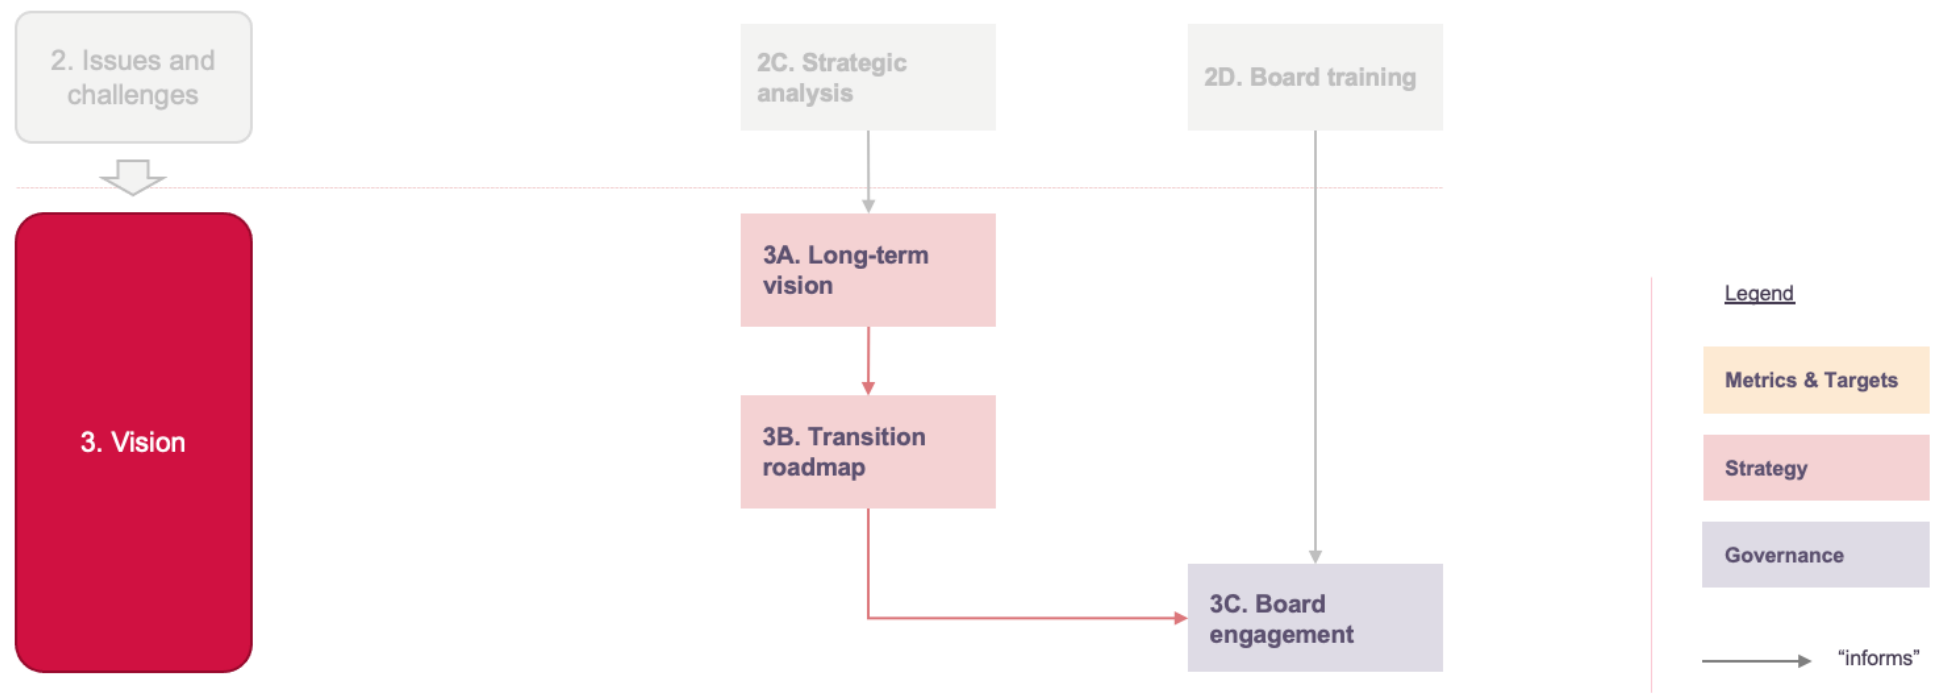 2. Issues and
challenges
2C. Strategic
analysis
2D. Board training
3. Vision
3A. Long-term
vision
3B. Transition
roadmap
3C. Board
engagement
Legend
Metrics & Targets
Strategy
Governance
“informs”